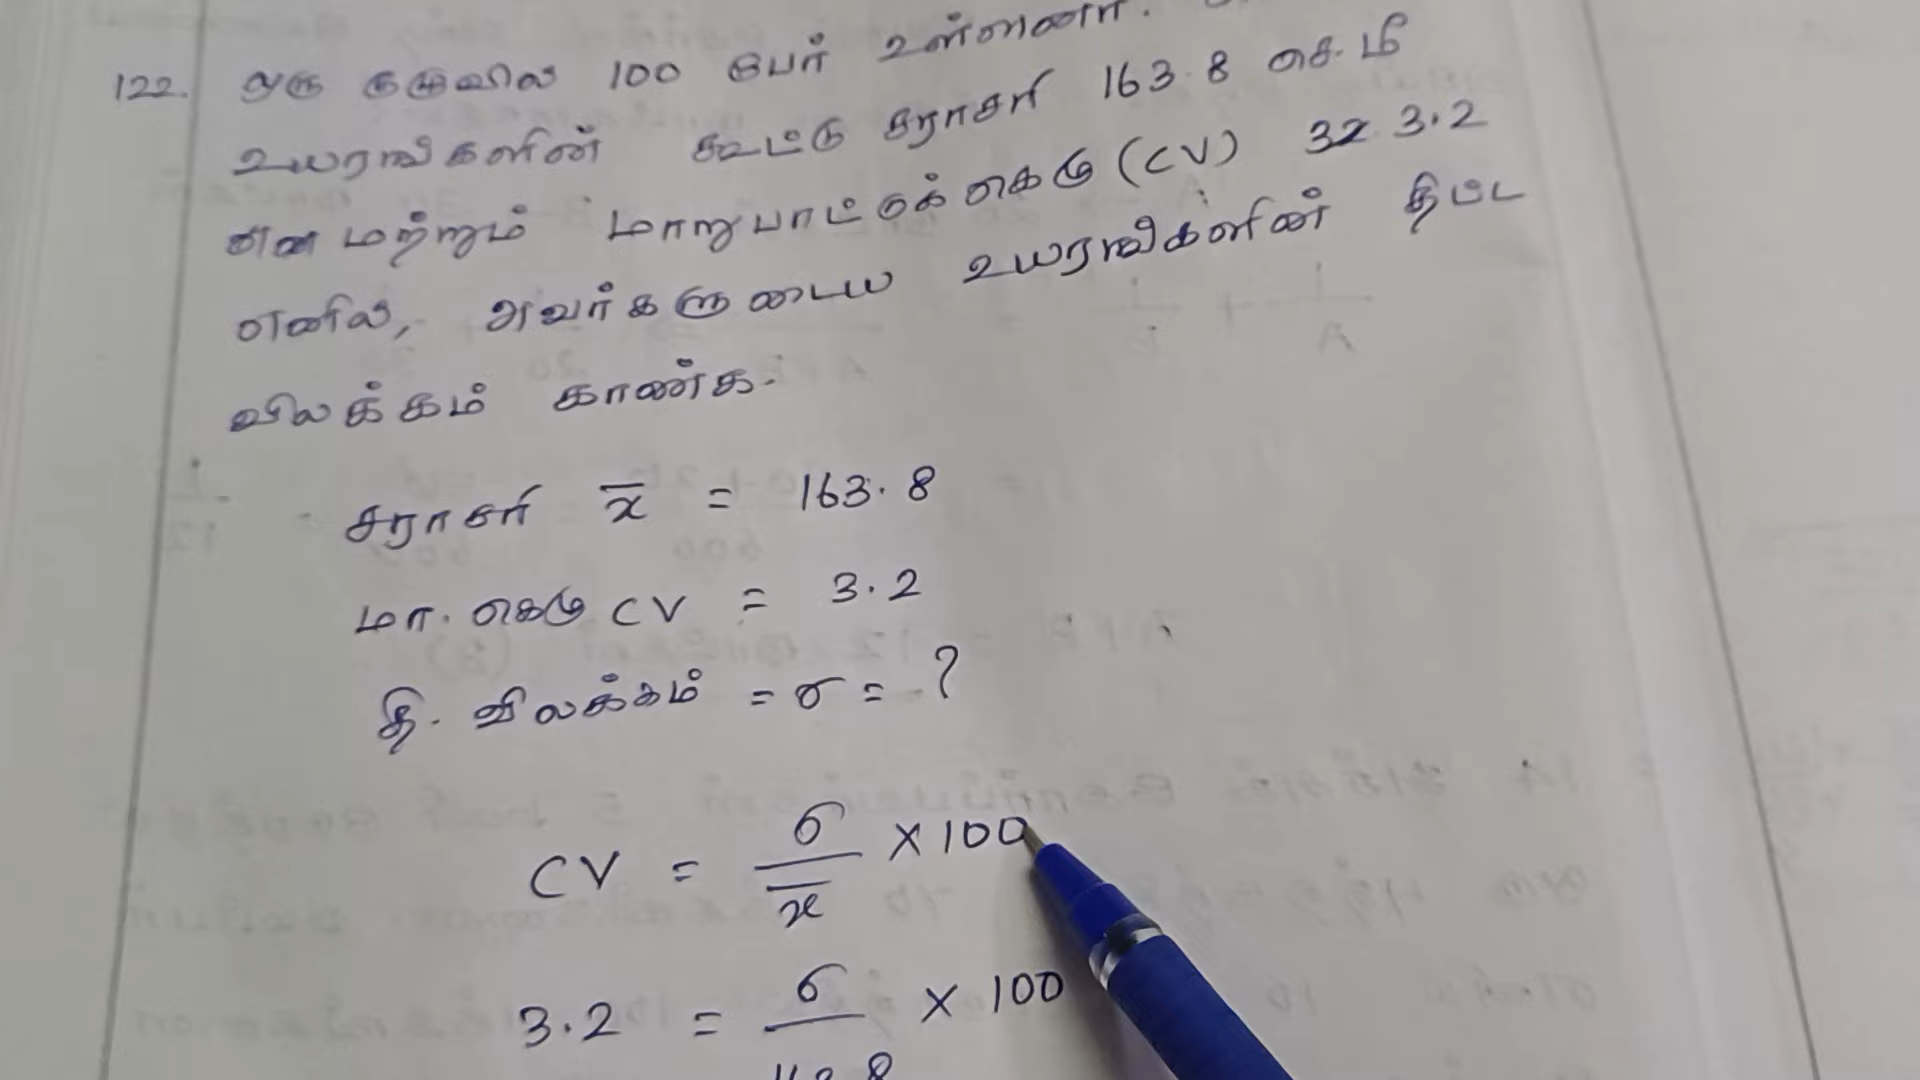 122. ஒரு குழுவில் 100 பேர் உள்ளனர்.
உயரங்களின் கூட்டு சராசரி 163.8 செ.மீ
என மற்றும் மாறுபாட்டுக்கெழு (CV) 32 3.2
எனில், அவர்களுடைய உயரங்களின் திட்ட
விலக்கம் காண்க.
சராசரி x̅ = 163.8
மா. கெழு CV = 3.2
தி. விலக்கம் = σ = ?
CV = σ/x̅ × 100
3.2 = σ/163.8 × 100